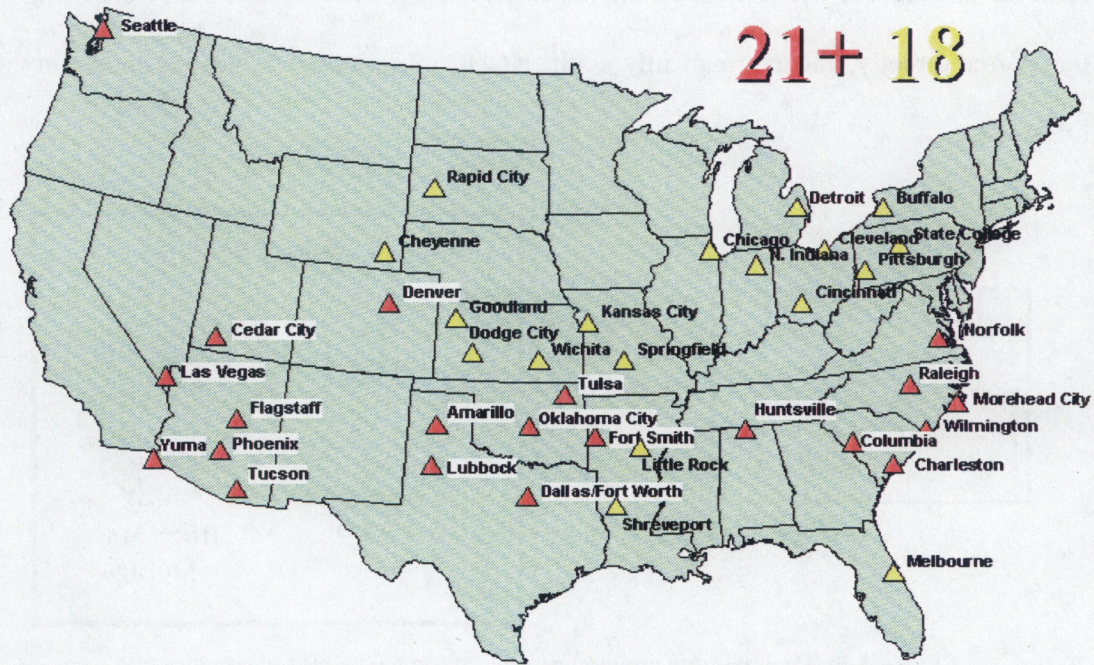 Seattle
21+ 18
Rapid City
Detroit
Buffalo
Cheyenne
Chicago
Cleveland
State College
N. Indiana
Pittsburgh
Denver
Goodland
Kansas City
Cincinnati
Cedar City
Dodge City
Norfolk
Las Vegas
Wichita
Springfield
Tulsa
Raleigh
Flagstaff
Amarillo
Oklahoma City
Huntsville
Morehead City
Yuma
Phoenix
Fort Smith
Columbia
Wilmington
Tucson
Lubbock
Little Rock
Charleston
Dallas/Fort Worth
Shreveport
Melbourne